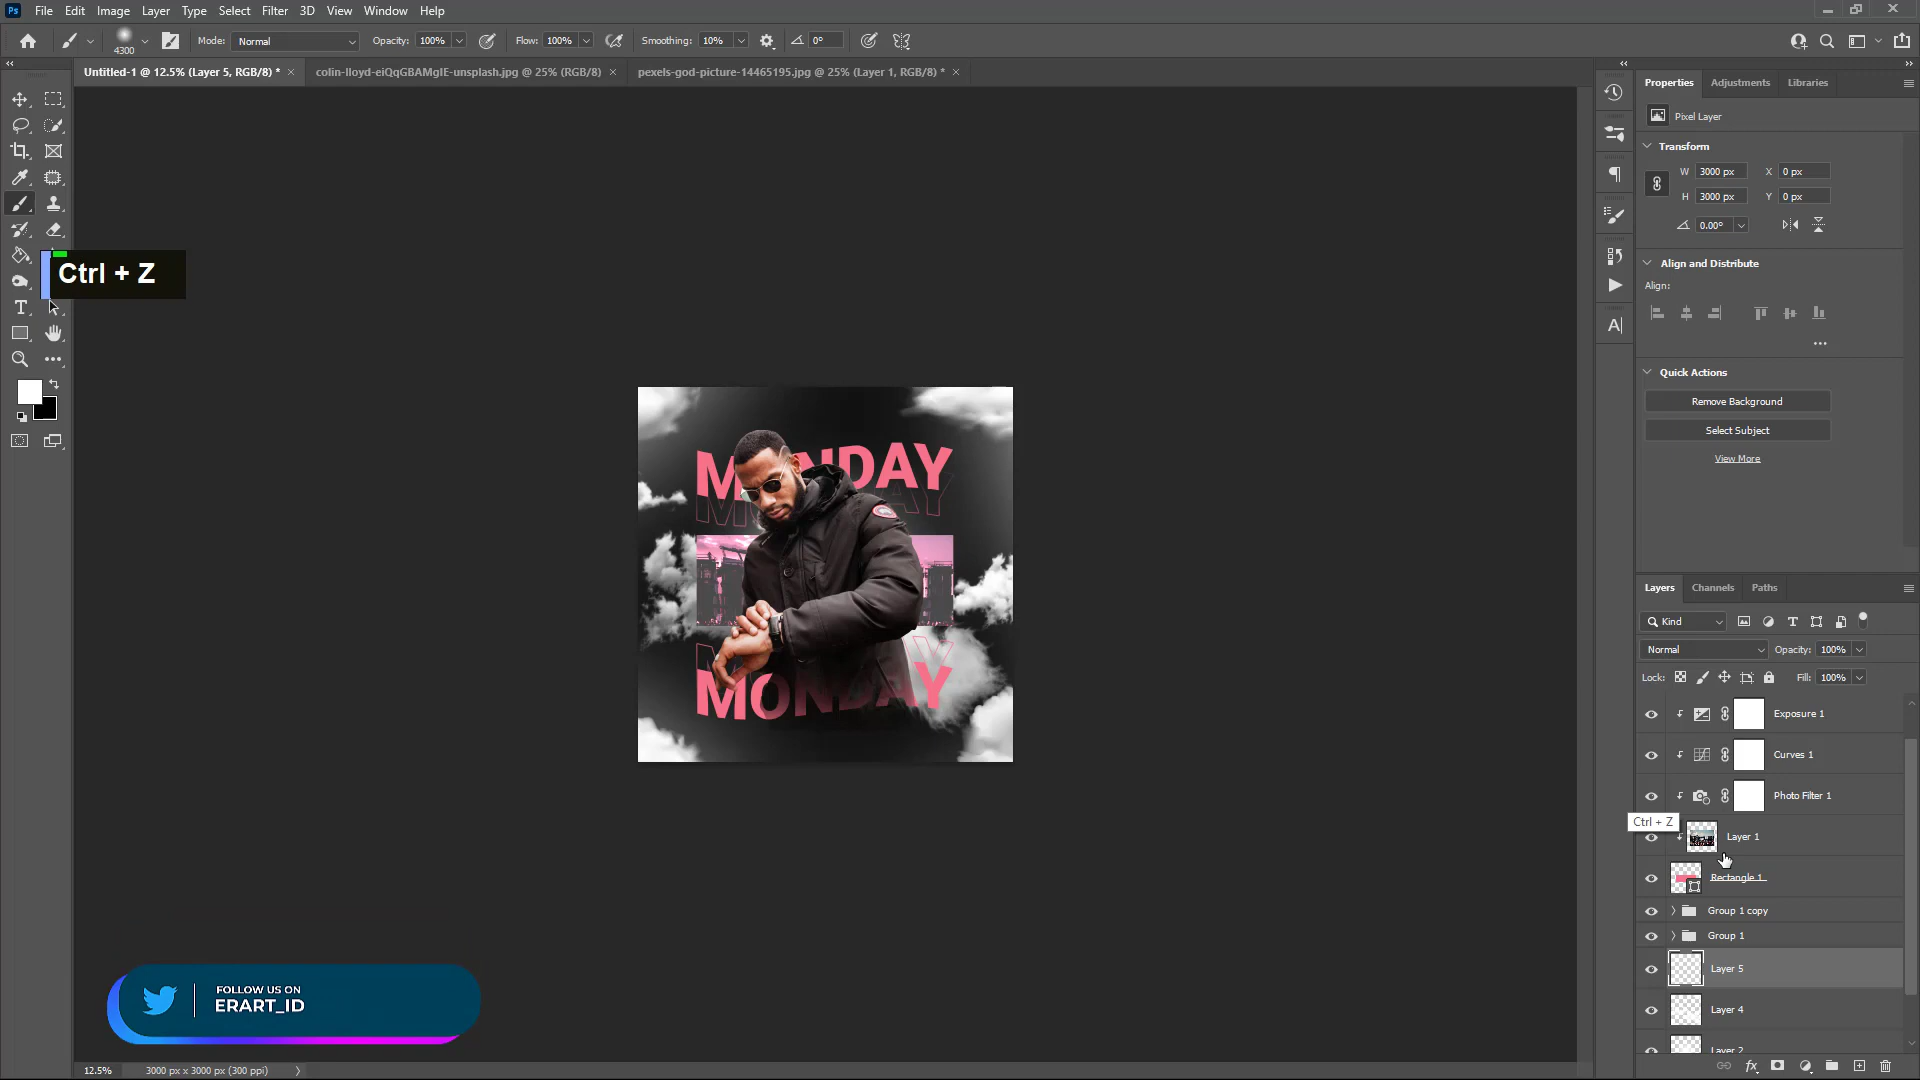 Ps File Edit Image Layer Type Select Filter 3D View Window Help
4300 Mode: Normal Opacity: 100% Flow: 100% Smoothing: 10% 0°
Untitled-1 @ 12.5% (Layer 5, RGB/8) * colin-lloyd-eiQqGBAMgIE-unsplash.jpg @ 25% (RGB/8) pexels-god-picture-14465195.jpg @ 25% (Layer 1, RGB/8) *
Properties Adjustments Libraries
Pixel Layer
Transform
W 3000 px X 0 px
H 3000 px Y 0 px
0.00°
Align and Distribute
Align:
Quick Actions
Remove Background
Select Subject
View More
Ctrl + Z
MONDAY
MONDAY
MONDAY
MONDAY
Layers Channels Paths
Kind
Normal Opacity: 100%
Lock: Fill: 100%
Exposure 1
Curves 1
Photo Filter 1
Ctrl + Z
Layer 1
Rectangle 1
Group 1 copy
Group 1
Layer 5
Layer 4
Layer 2
FOLLOW US ON
ERART_ID
12.5% 3000 px x 3000 px (300 ppi)